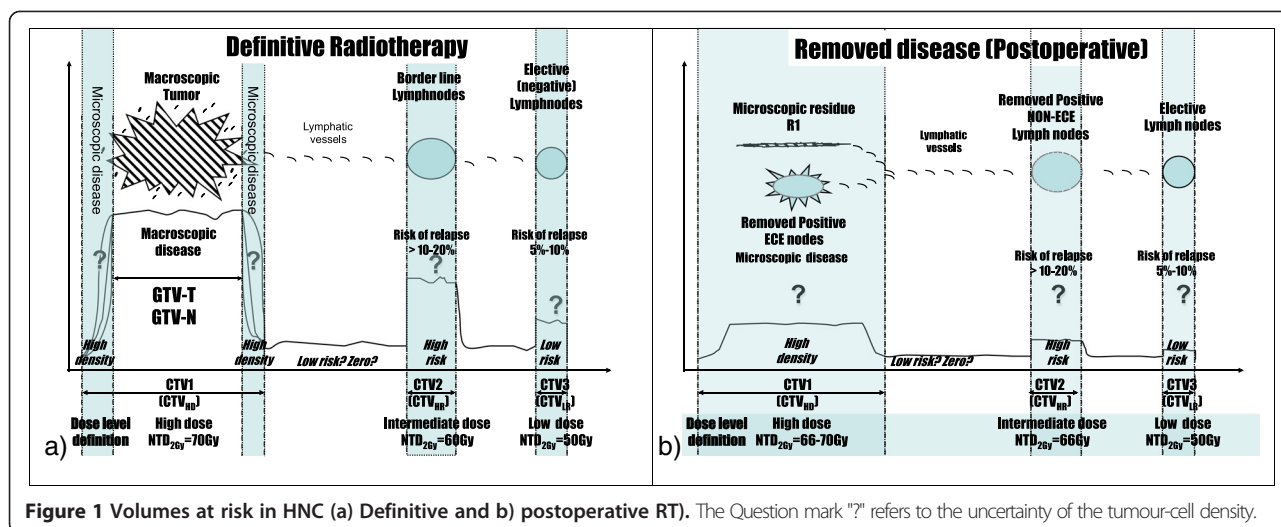 Definitive Radiotherapy
Microscopic disease
Macroscopic
Tumor
Microscopic disease
Lymphatic
vessels
Border line
Lymphnodes
Elective
(negative)
Lymphnodes
Macroscopic
disease
?
?
GTV-T
GTV-N
Risk of relapse
> 10-20%
?
Risk of relapse
5%-10%
?
High
density
High
density
Low risk? Zero?
High
risk
Low
risk
CTV1
(CTVHD)
CTV2
(CTVHR)
CTV3
(CTVLR)
Dose level
definition
High dose
NTD2Gy=70Gy
Intermediate dose
NTD2Gy=60Gy
Low dose
NTD2Gy=50Gy
a)
Removed disease (Postoperative)
Microscopic residue
R1
Lymphatic
vessels
Removed Positive
NON-ECE
Lymph nodes
Elective
Lymph nodes
Removed Positive
ECE nodes
Microscopic disease
?
Risk of relapse
> 10-20%
?
Risk of relapse
5%-10%
?
High
density
Low risk? Zero?
High
risk
Low
risk
CTV1
(CTVHD)
CTV2
(CTVHR)
CTV3
(CTVLR)
Dose level
definition
High dose
NTD2Gy=66-70Gy
Intermediate dose
NTD2Gy=66Gy
Low dose
NTD2Gy=50Gy
b)
Figure 1 Volumes at risk in HNC (a) Definitive and b) postoperative RT). The Question mark "?" refers to the uncertainty of the tumour-cell density.